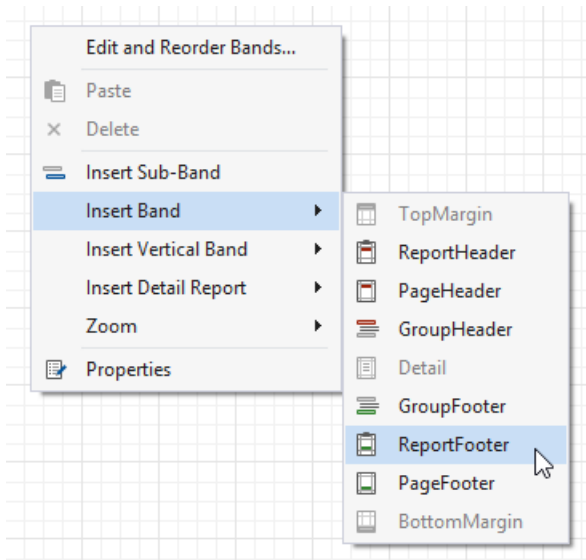 Edit and Reorder Bands...
Paste
Delete
Insert Sub-Band
Insert Band
Insert Vertical Band
Insert Detail Report
Zoom
Properties
TopMargin
ReportHeader
PageHeader
GroupHeader
Detail
GroupFooter
ReportFooter
PageFooter
BottomMargin